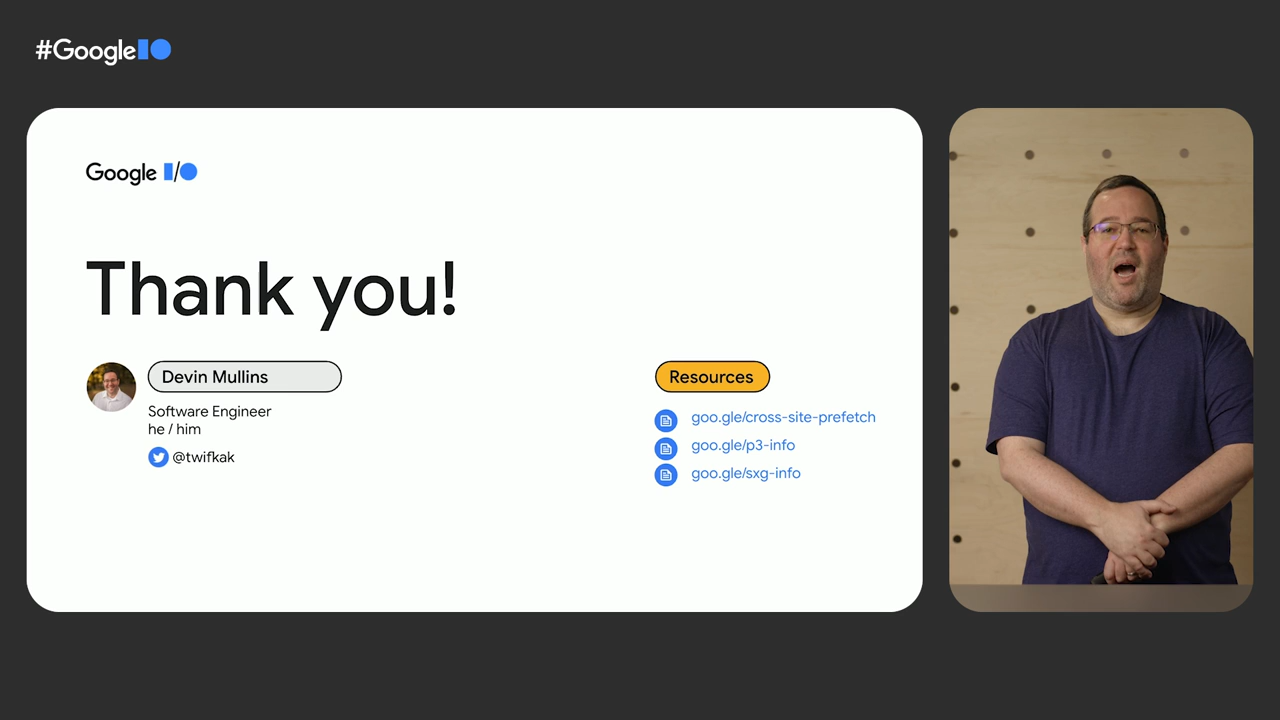 #GoogleIO
Google I/O
Thank you!
Devin Mullins
Software Engineer
he / him
@twifkak
Resources
goo.gle/cross-site-prefetch
goo.gle/p3-info
goo.gle/sxg-info